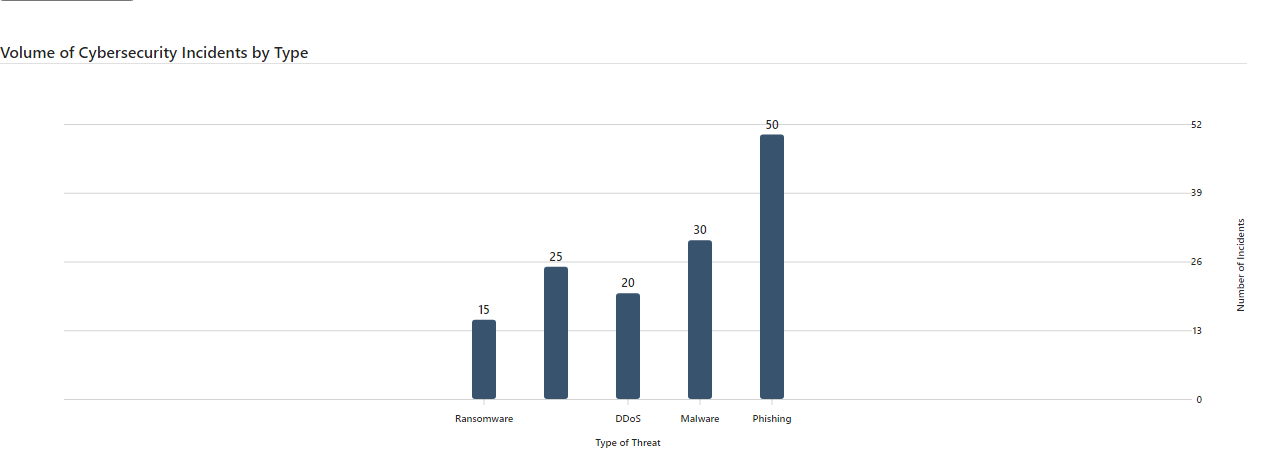 Volume of Cybersecurity Incidents by Type
50
52
39
30
25
26
20
15
13
0
Number of Incidents
Ransomware DDoS Malware Phishing
Type of Threat